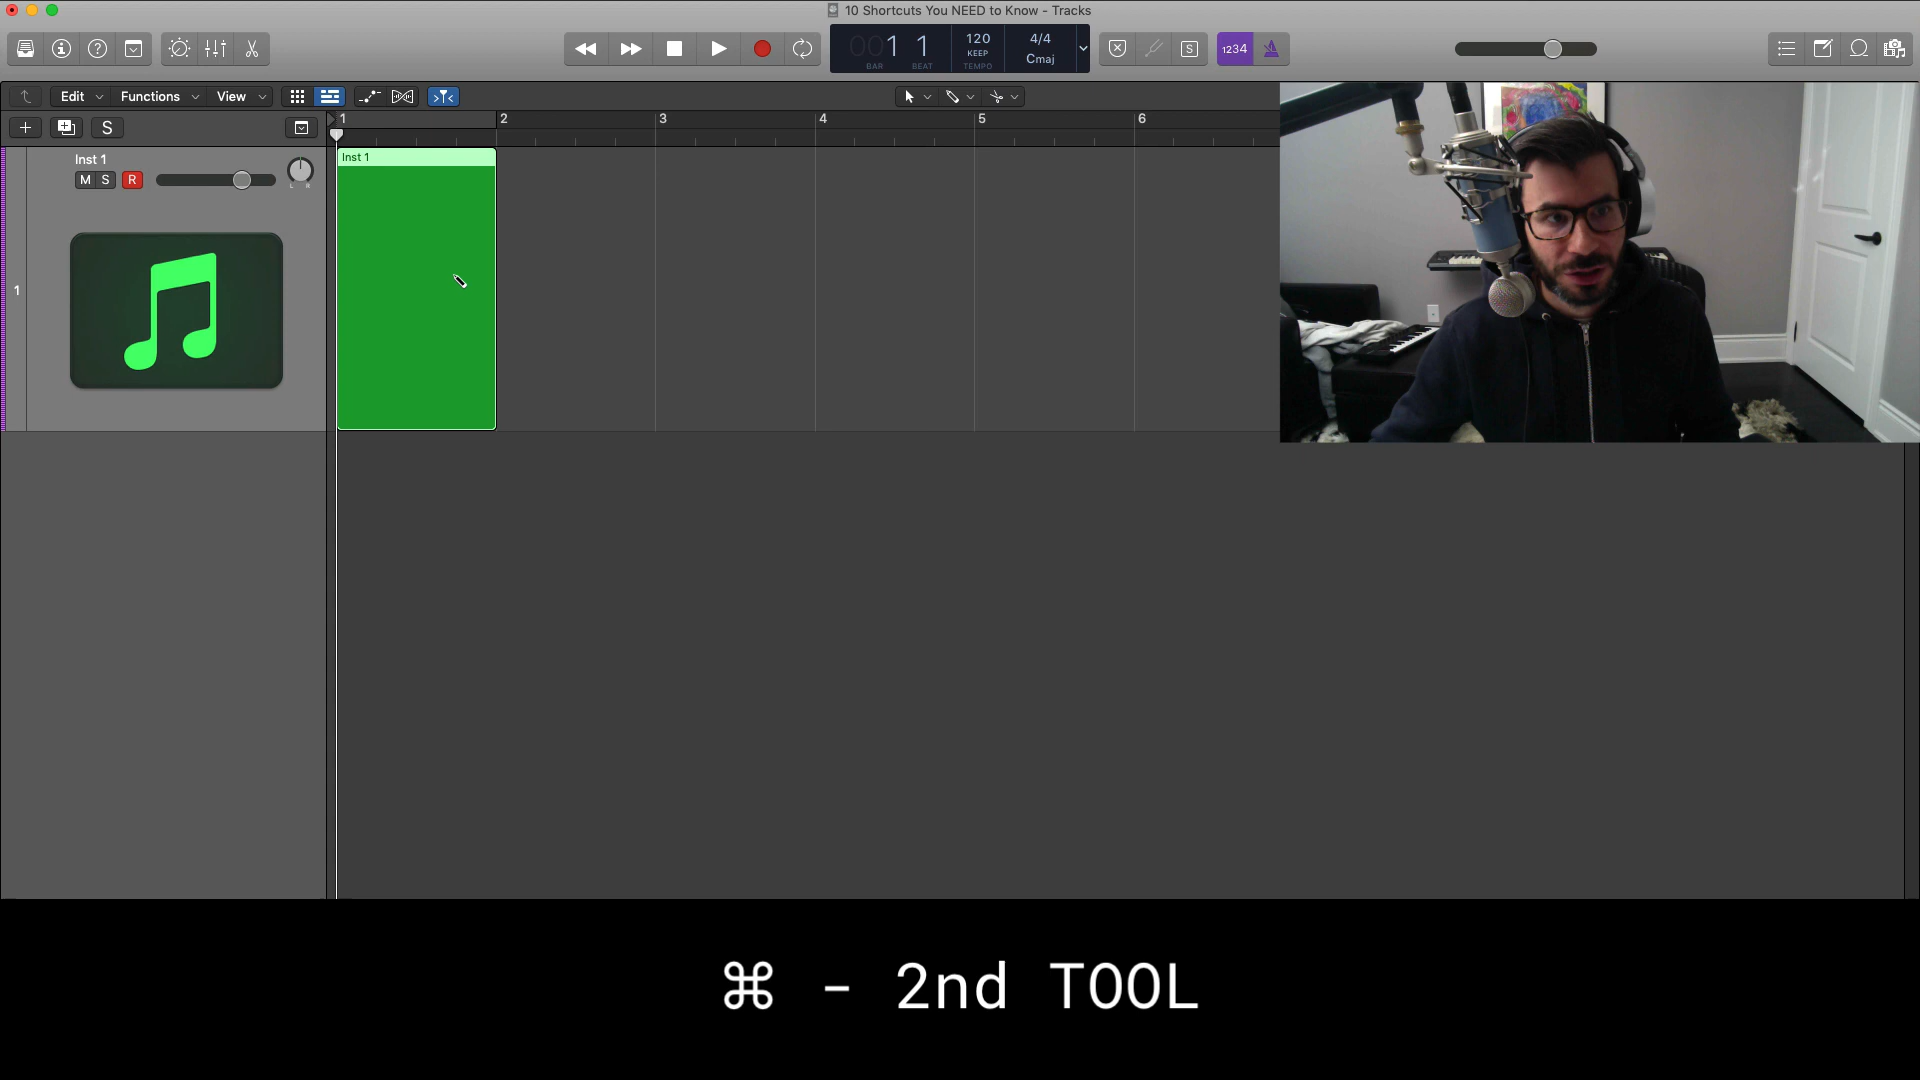 10 Shortcuts You NEED to Know - Tracks
001 1
BAR BEAT
120
KEEP
TEMPO
4/4
Cmaj
S
1234
Edit Functions View
S
1 2 3 4 5 6
Inst 1
M S R
L R
1
Inst 1
⌘ - 2nd TOOL